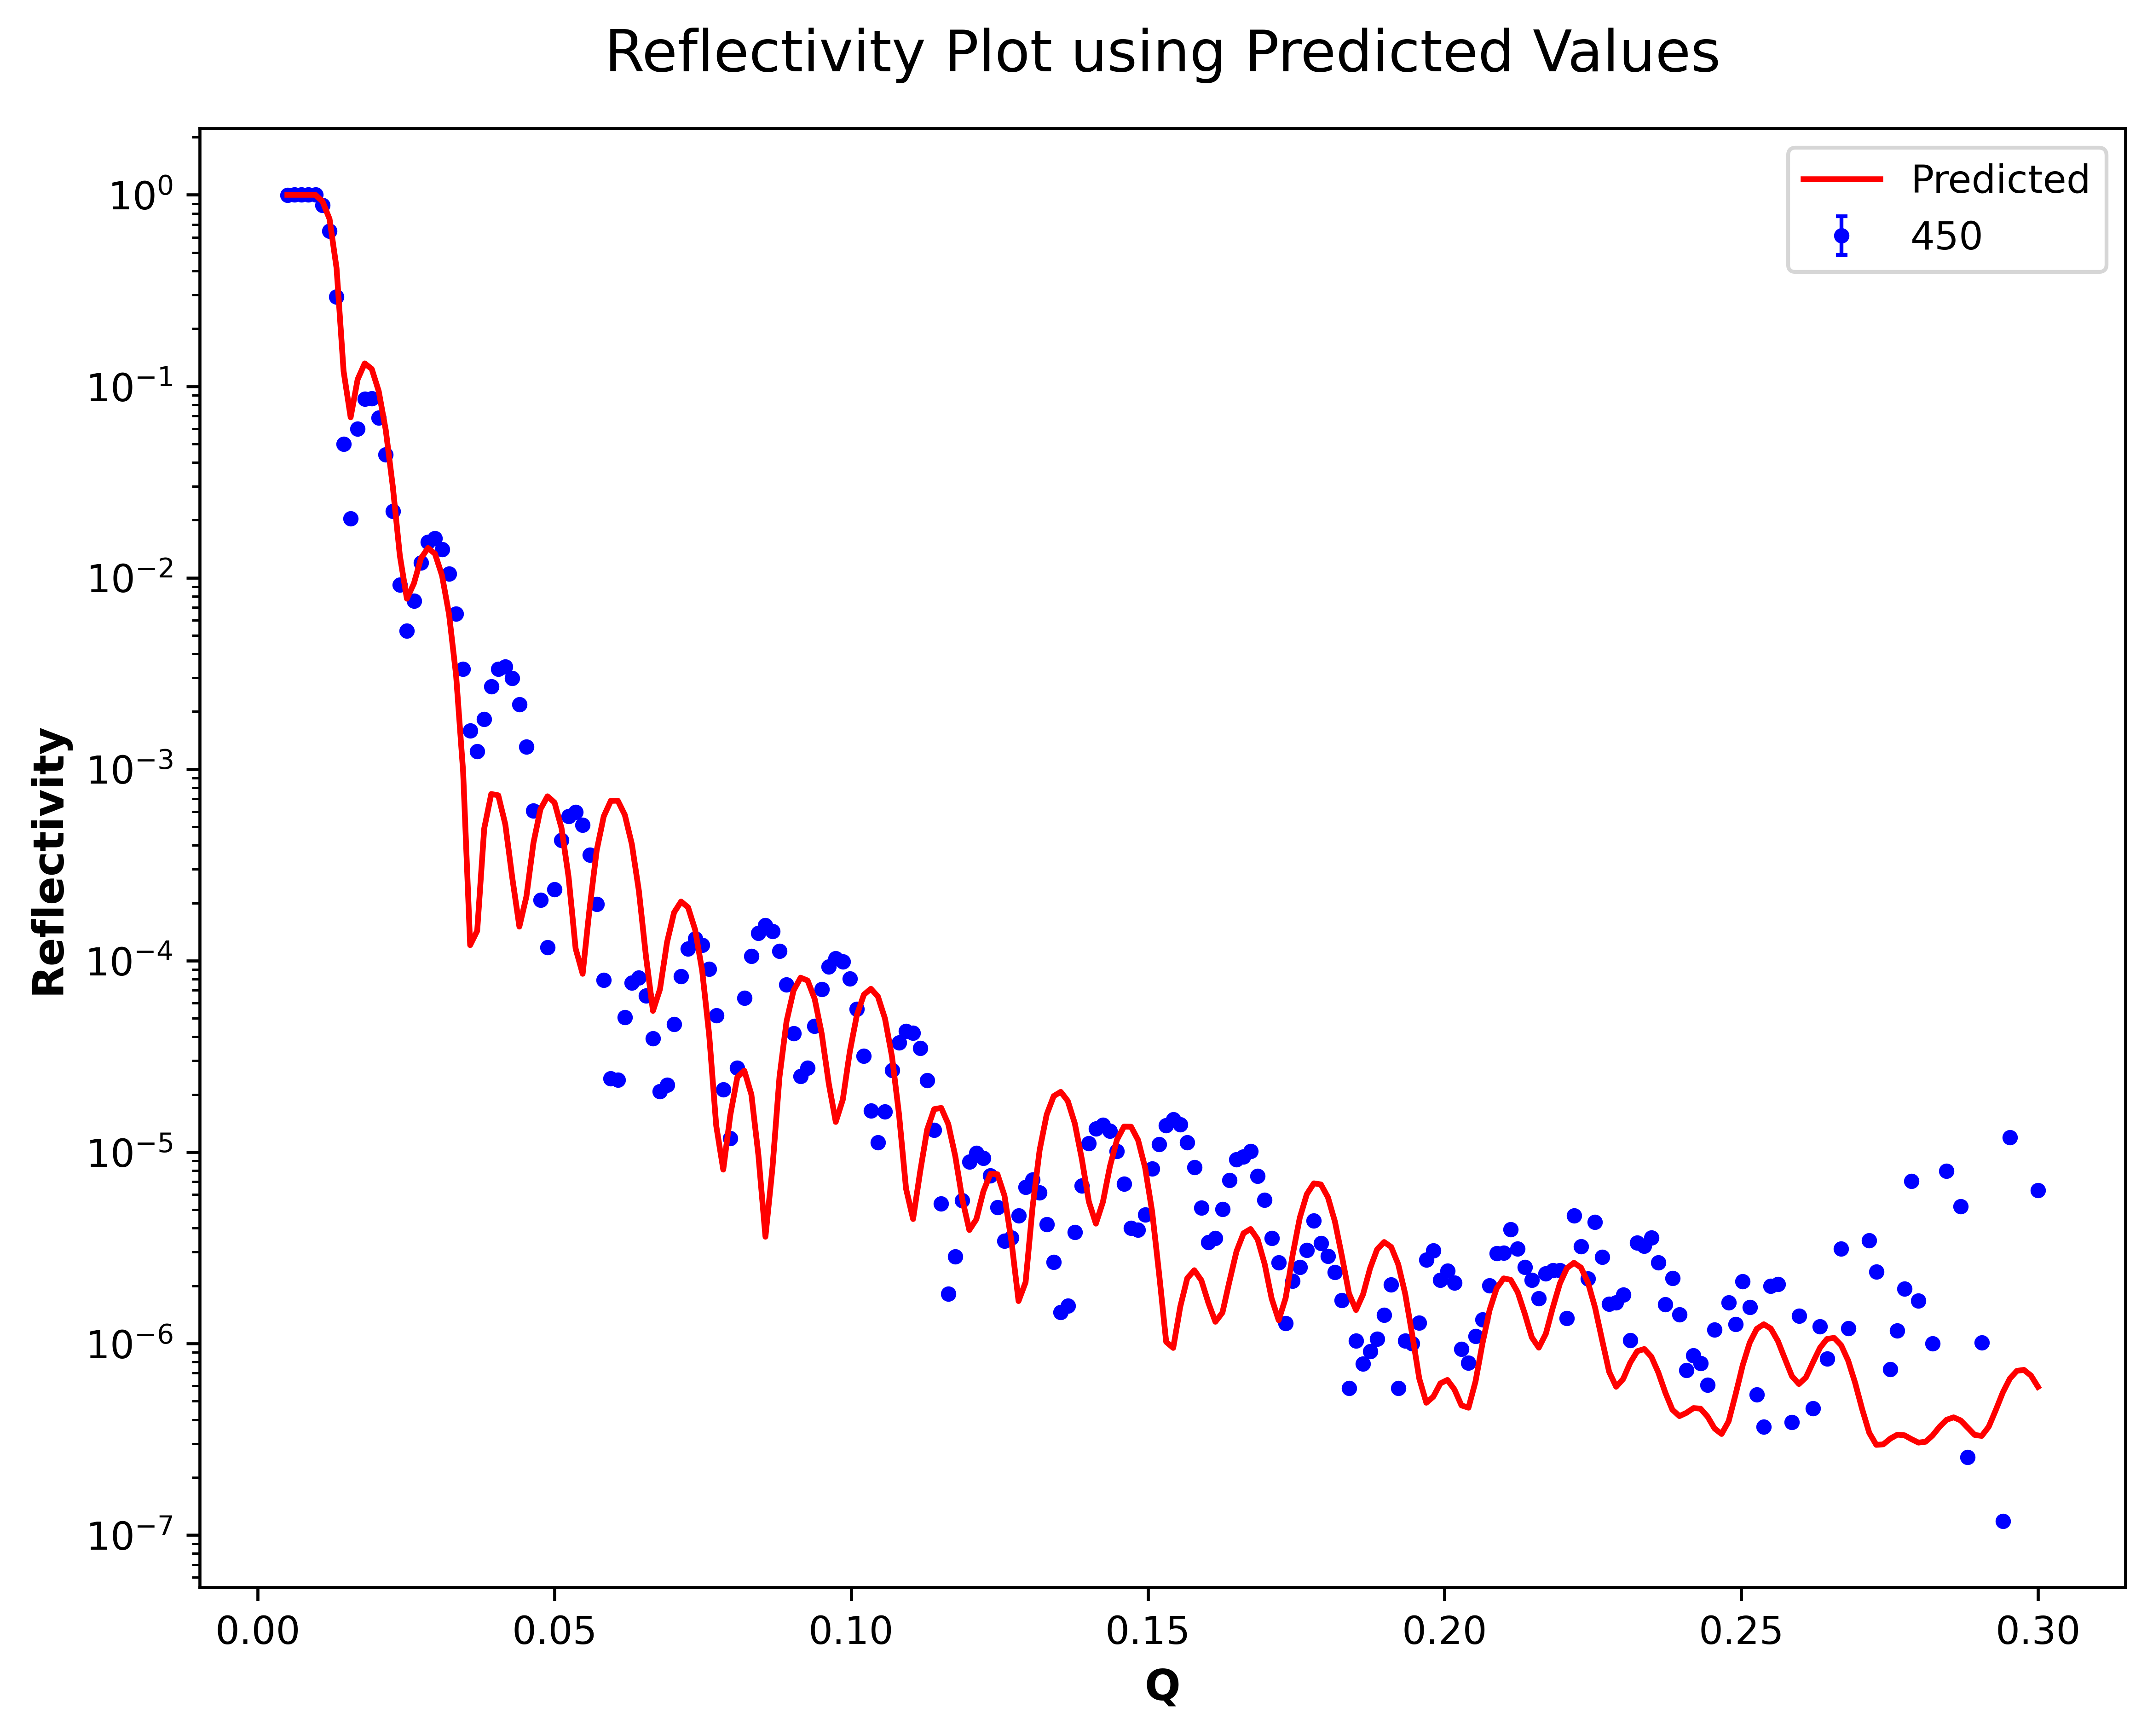 Reflectivity Plot using Predicted Values
Predicted
450
10⁰
10⁻¹
10⁻²
10⁻³
10⁻⁴
10⁻⁵
10⁻⁶
10⁻⁷
Reflectivity
0.00 0.05 0.10 0.15 0.20 0.25 0.30
Q